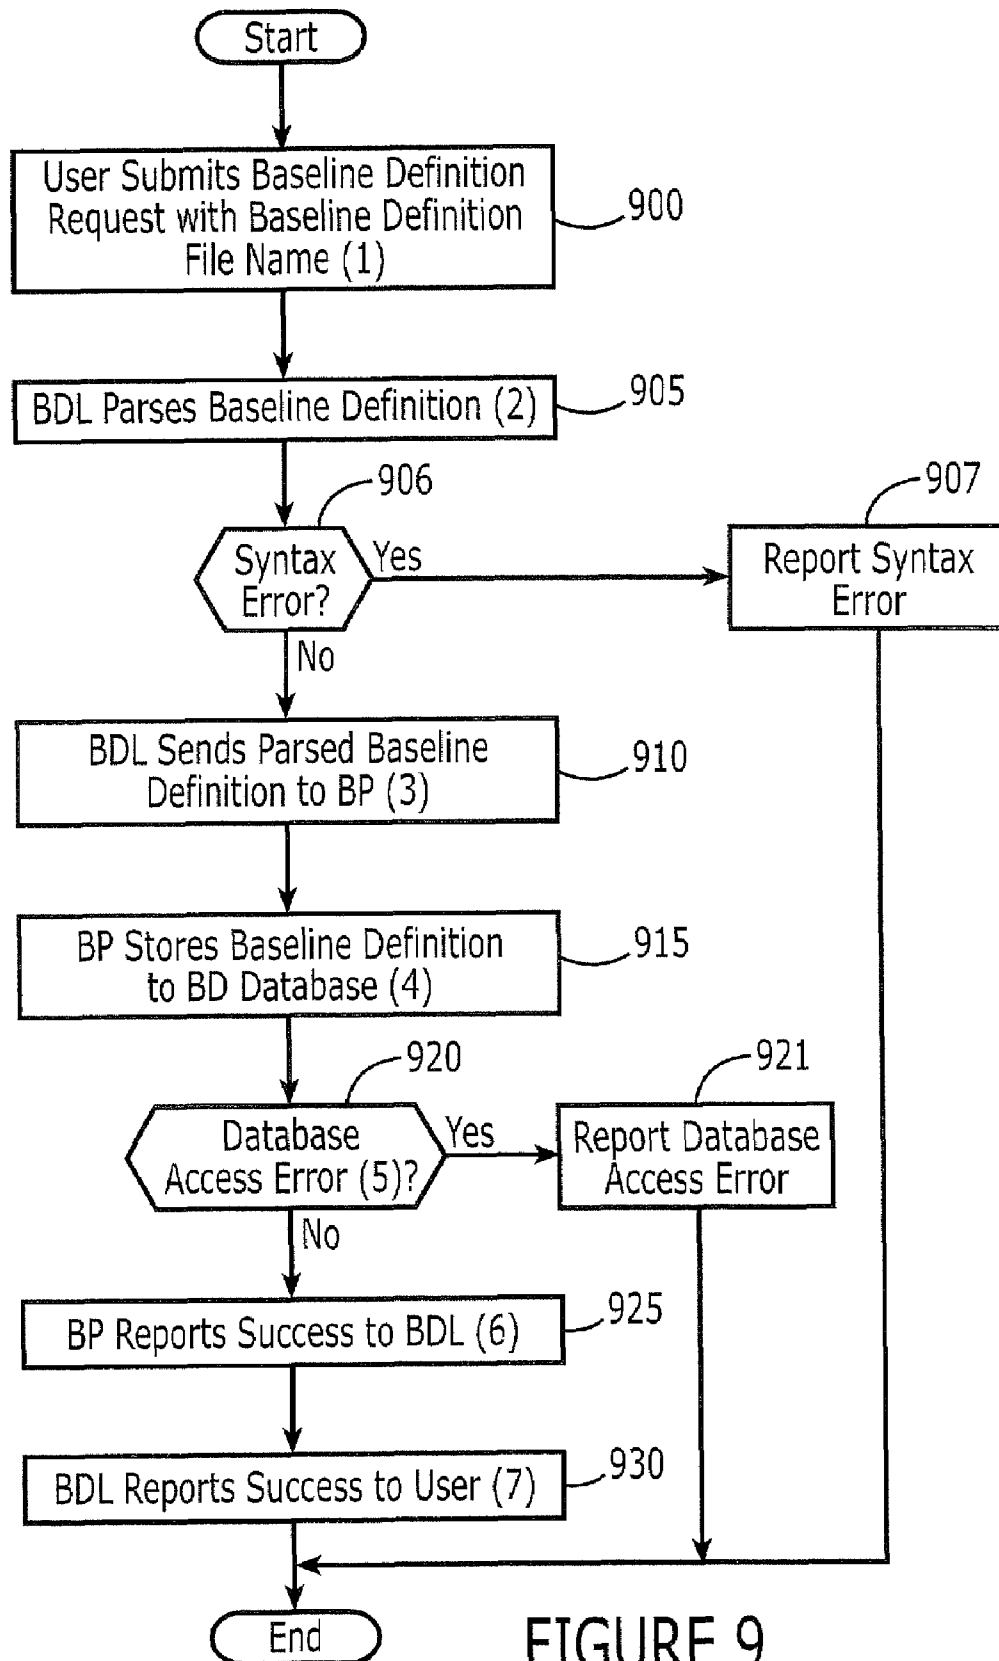 Start
User Submits Baseline Definition
Request with Baseline Definition
File Name (1)
900
BDL Parses Baseline Definition (2)
905
906
Syntax
Error?
Yes
No
907
Report Syntax
Error
BDL Sends Parsed Baseline
Definition to BP (3)
910
BP Stores Baseline Definition
to BD Database (4)
915
920
Database
Access Error (5)?
Yes
No
921
Report Database
Access Error
BP Reports Success to BDL (6)
925
BDL Reports Success to User (7)
930
End
FIGURE 9